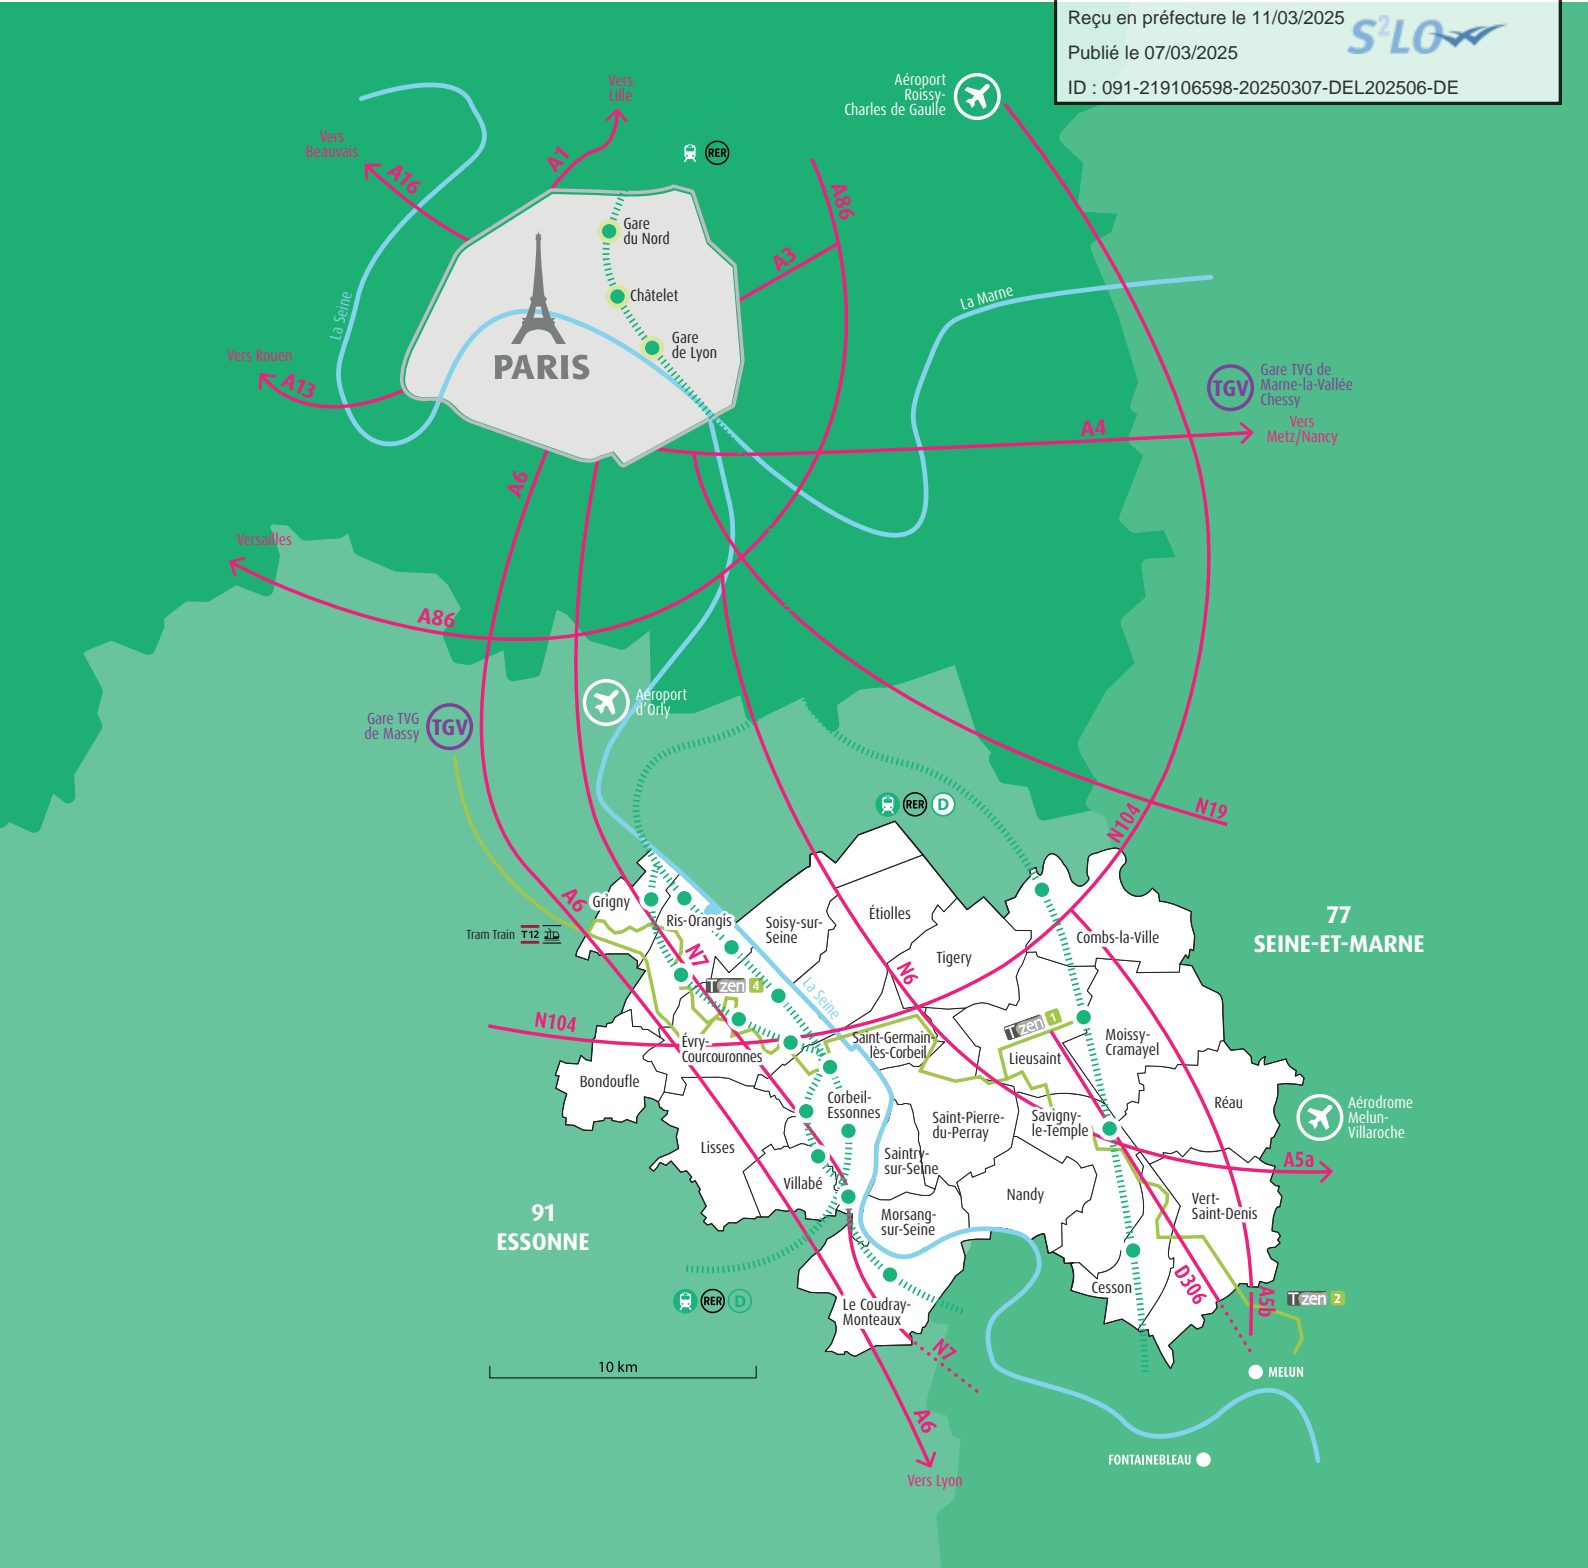 Reçu en préfecture le 11/03/2025
Publié le 07/03/2025
S²LO
ID : 091-219106598-20250307-DEL202506-DE
Aéroport
Roissy-
Charles de Gaulle
Vers
Lille
Vers
Beauvais
A16
A1
RER
A86
A3
Gare
du Nord
Châtelet
Gare
de Lyon
PARIS
La Seine
La Marne
Vers Rouen
A13
TGV
Gare TVG de
Marne-la-Vallée
Chessy
A4
Vers
Metz/Nancy
A6
Versailles
A86
Aéroport
d'Orly
Gare TVG
de Massy
TGV
RER
D
N19
N104
A6
Grigny
Ris-Orangis
Soisy-sur-
Seine
Étiolles
Tigery
Combs-la-Ville
77
SEINE-ET-MARNE
Tram Train
T12
N7
T zen 4
La Seine
N6
N104
T zen 1
Évry-
Courcouronnes
Saint-Germain-
lès-Corbeil
Lieusaint
Moissy-
Cramayel
Bondoufle
Corbeil-
Essonnes
Saint-Pierre-
du-Perray
Savigny-
le-Temple
Réau
Aérodrome
Melun-
Villaroche
Lisses
Saintry-
sur-Seine
A5a
Villabé
Nandy
Vert-
Saint-Denis
91
ESSONNE
Morsang-
sur-Seine
Cesson
D306
A5b
T zen 2
RER
D
Le Coudray-
Monteaux
N7
10 km
MELUN
A6
FONTAINEBLEAU
Vers Lyon